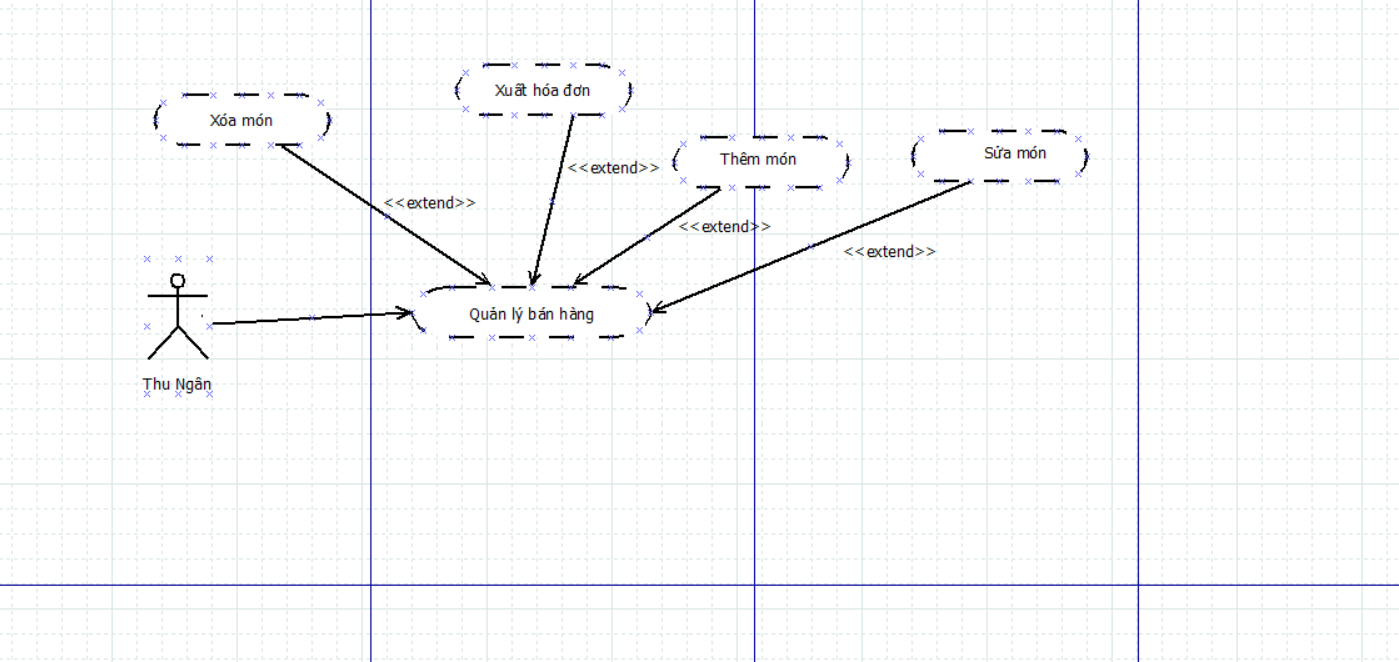 Xuất hóa đơn
Xóa món
Thêm món
Sửa món
<<extend>>
<<extend>>
<<extend>>
<<extend>>
Quản lý bán hàng
Thu Ngân